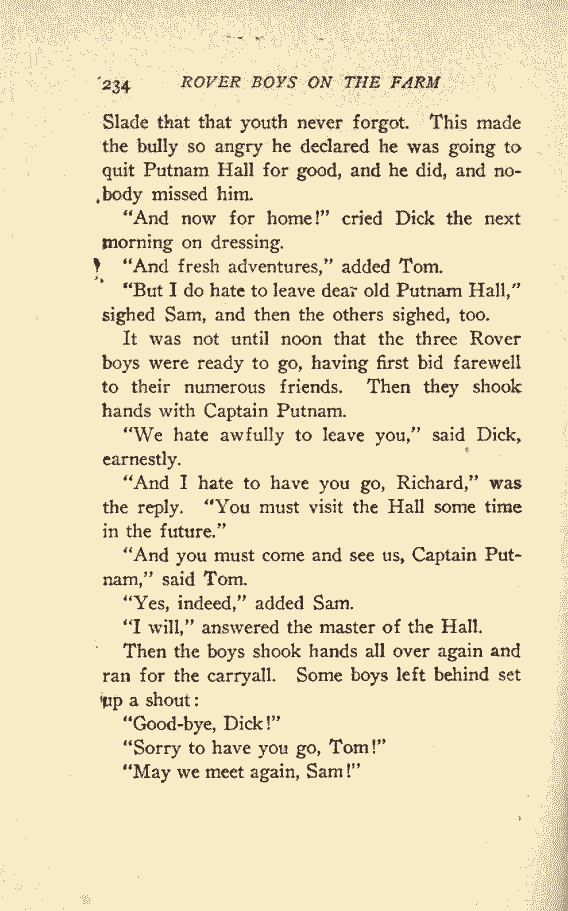 234 ROVER BOYS ON THE FARM
Slade that that youth never forgot. This made
the bully so angry he declared he was going to
quit Putnam Hall for good, and he did, and no-
body missed him.
"And now for home!" cried Dick the next
morning on dressing.
"And fresh adventures," added Tom.
"But I do hate to leave dear old Putnam Hall,"
sighed Sam, and then the others sighed, too.
It was not until noon that the three Rover
boys were ready to go, having first bid farewell
to their numerous friends. Then they shook
hands with Captain Putnam.
"We hate awfully to leave you," said Dick,
earnestly.
"And I hate to have you go, Richard," was
the reply. "You must visit the Hall some time
in the future."
"And you must come and see us, Captain Put-
nam," said Tom.
"Yes, indeed," added Sam.
"I will," answered the master of the Hall.
Then the boys shook hands all over again and
ran for the carryall. Some boys left behind set
up a shout:
"Good-bye, Dick!"
"Sorry to have you go, Tom!"
"May we meet again, Sam!"